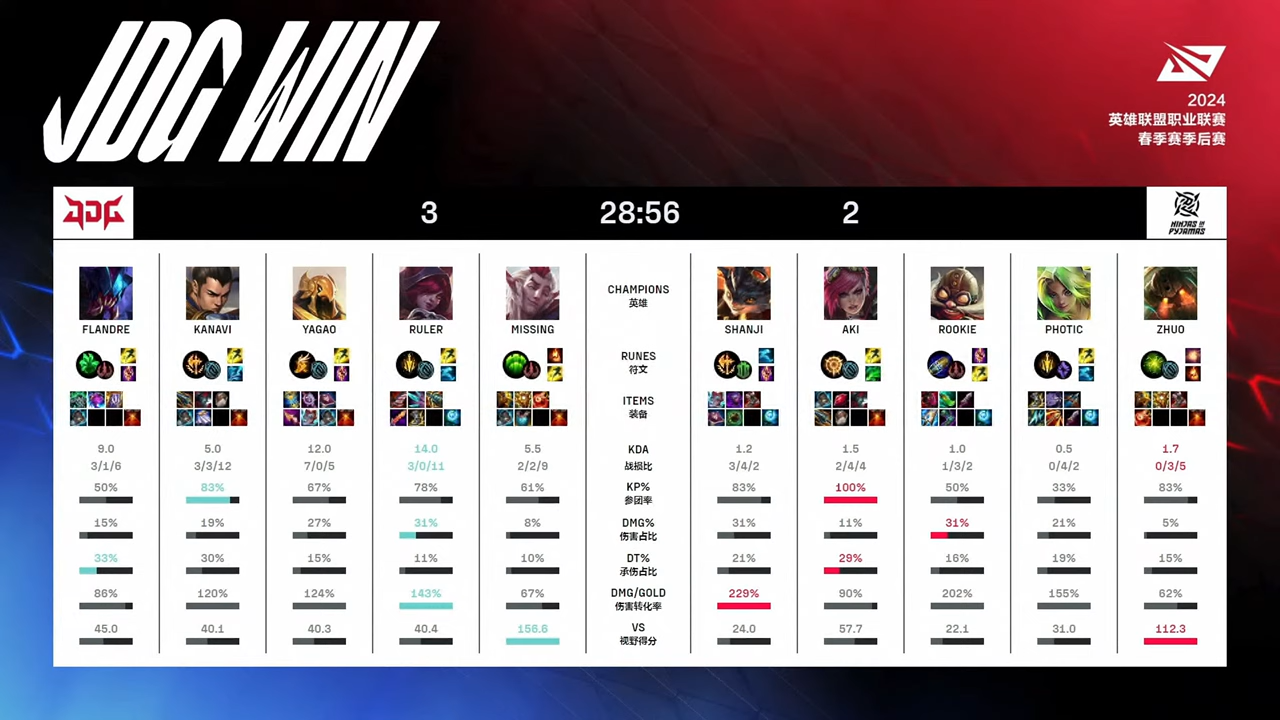 JDG WIN
2024
英雄联盟职业联赛
春季赛季后赛
JDG 3 28:56 2 NINJAS IN PYJAMAS
CHAMPIONS
英雄
FLANDRE KANAVI YAGAO RULER MISSING SHANJI AKI ROOKIE PHOTIC ZHUO
RUNES
符文
ITEMS
装备
9.0 5.0 12.0 14.0 5.5 KDA 1.2 1.5 1.0 0.5 1.7
3/1/6 3/3/12 7/0/5 3/0/11 2/2/9 战损比 3/4/2 2/4/4 1/3/2 0/4/2 0/3/5
50% 83% 67% 78% 61% KP% 83% 100% 50% 33% 83%
参团率
15% 19% 27% 31% 8% DMG% 31% 11% 31% 21% 5%
伤害占比
33% 30% 15% 11% 10% DT% 21% 29% 16% 19% 15%
承伤占比
86% 120% 124% 143% 67% DMG/GOLD 229% 90% 202% 155% 62%
伤害转化率
45.0 40.1 40.3 40.4 156.6 VS 24.0 57.7 22.1 31.0 112.3
视野得分